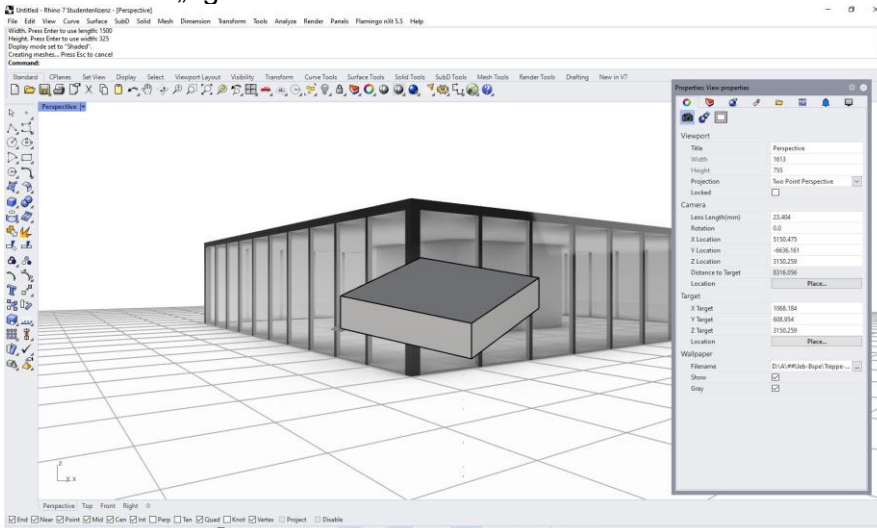 Untitled - Rhino 7 Studentenlizenz - [Perspective]
File Edit View Curve Surface SubD Solid Mesh Dimension Transform Tools Analyze Render Panels Flamingo nXt 5.5 Help
Width. Press Enter to use length: 1500
Height. Press Enter to use width: 325
Display mode set to "Shaded".
Creating meshes... Press Esc to cancel
Command:
Standard CPlanes Set View Display Select Viewport Layout Visibility Transform Curve Tools Surface Tools Solid Tools SubD Tools Mesh Tools Render Tools Drafting New in V7
Perspective
Properties: View properties
Viewport
Title Perspective
Width 1613
Height 755
Projection Two Point Perspective
Locked
Camera
Lens Length(mm) 23.404
Rotation 0.0
X Location 5150.475
Y Location -6636.161
Z Location 3150.259
Distance to Target 8316.056
Location Place...
Target
X Target 1068.184
Y Target 608.954
Z Target 3150.259
Location Place...
Wallpaper
Filename D:\A\##Ueb-Bspe\Treppe-... ...
Show
Gray
z
x
Perspective Top Front Right
End Near Point Mid Cen Int Perp Tan Quad Knot Vertex Project Disable